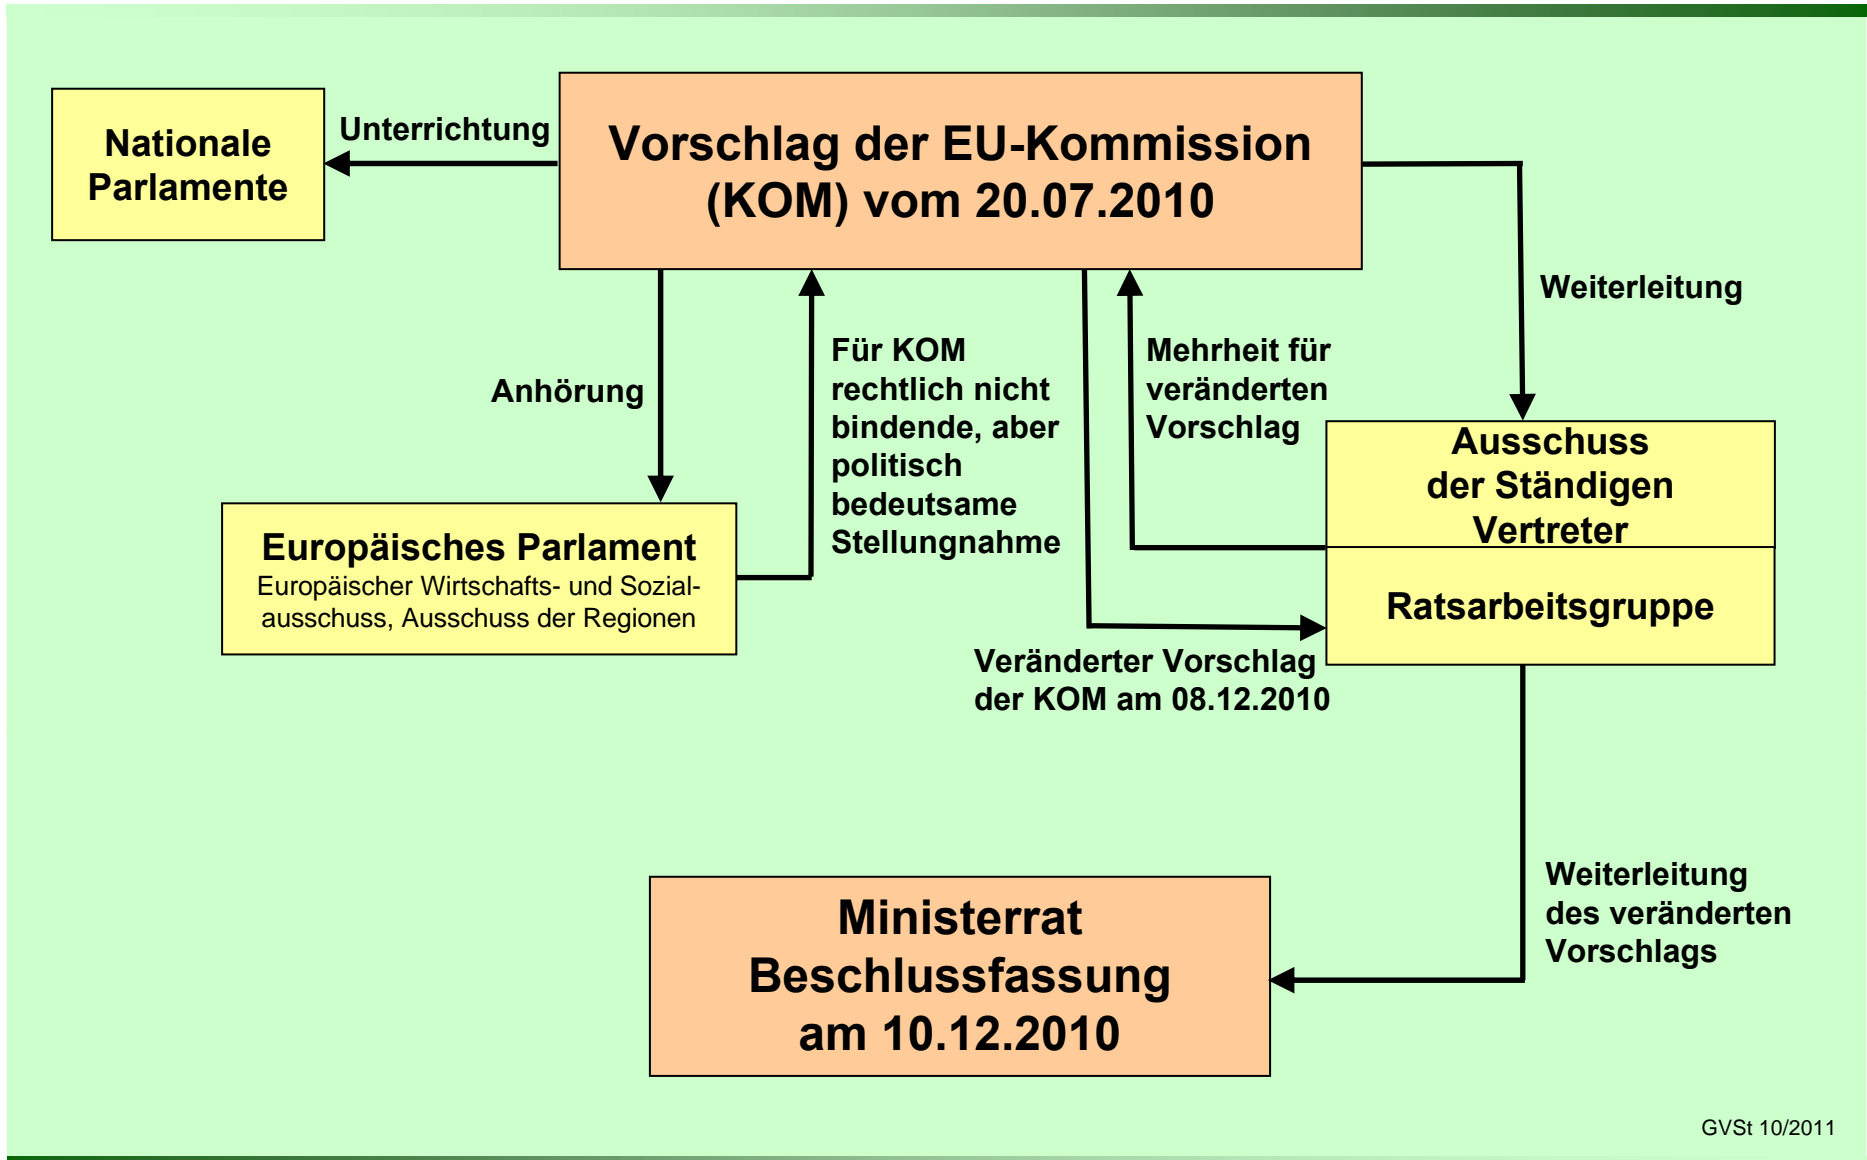 Nationale
Parlamente
Unterrichtung
Vorschlag der EU-Kommission
(KOM) vom 20.07.2010
Weiterleitung
Anhörung
Für KOM
rechtlich nicht
bindende, aber
politisch
bedeutsame
Stellungnahme
Mehrheit für
veränderten
Vorschlag
Ausschuss
der Ständigen
Vertreter
Ratsarbeitsgruppe
Europäisches Parlament
Europäischer Wirtschafts- und Sozial-
ausschuss, Ausschuss der Regionen
Veränderter Vorschlag
der KOM am 08.12.2010
Weiterleitung
des veränderten
Vorschlags
Ministerrat
Beschlussfassung
am 10.12.2010
GVSt 10/2011